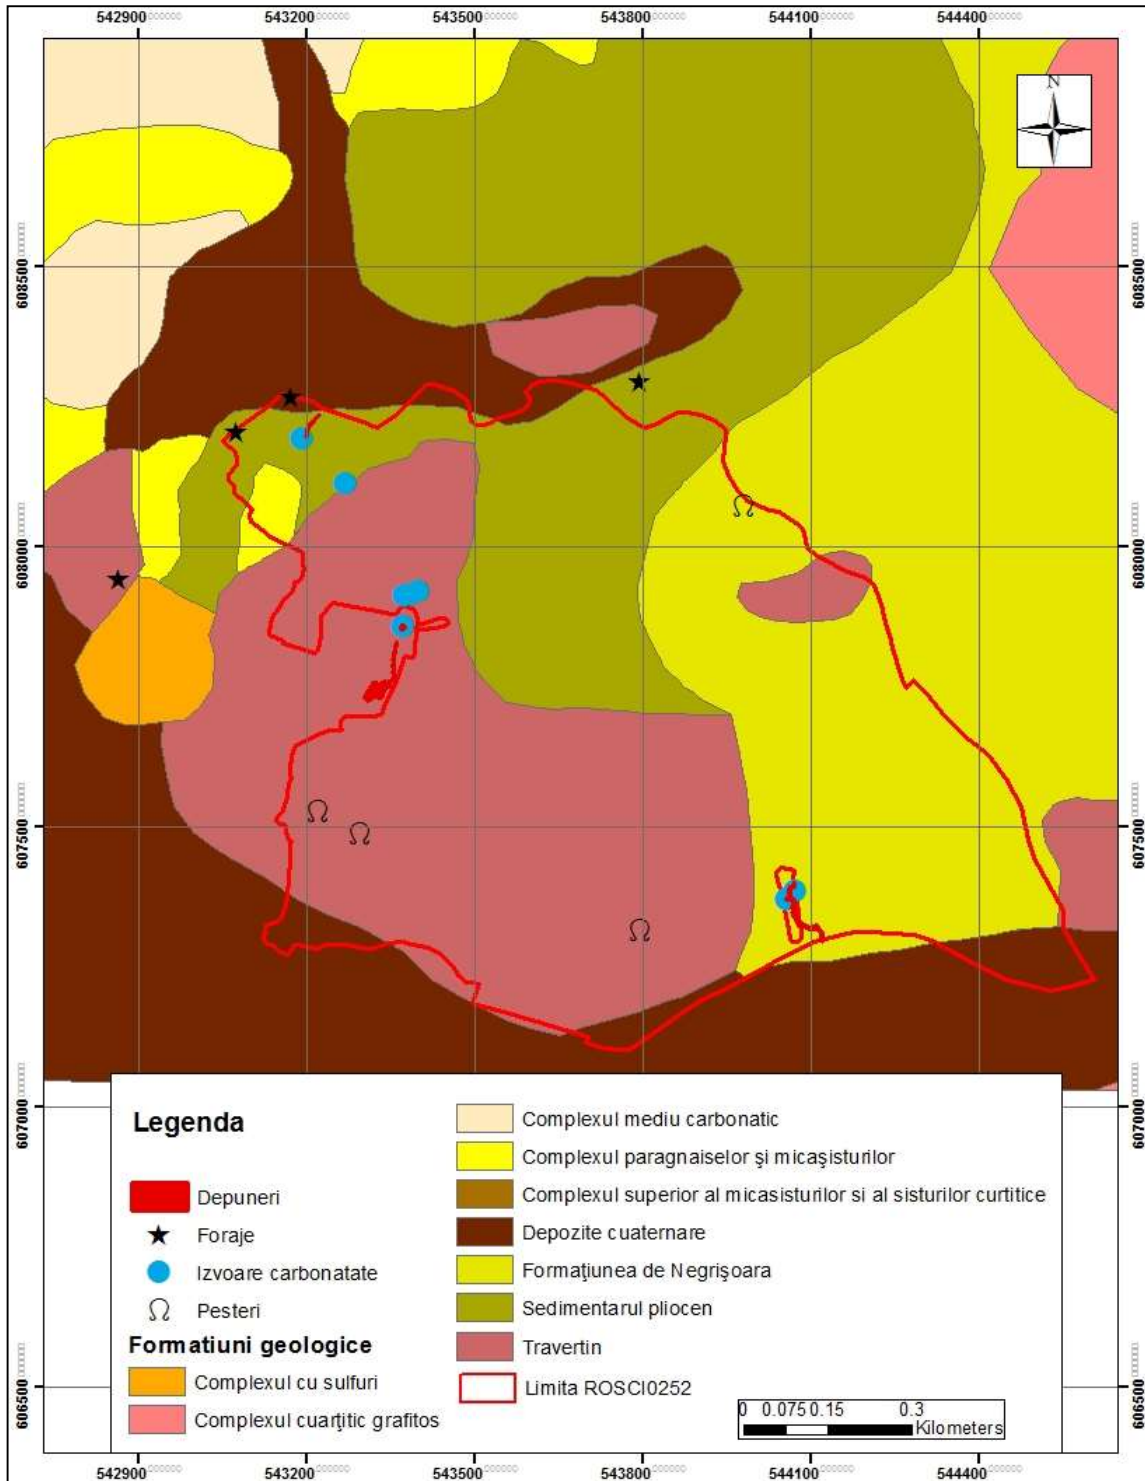 542900 543200 543500 543800 544100 544400
N
608500 608500
608000 608000
607500 607500
607000 607000
606500 606500
Legenda
Depuneri
Foraje
Izvoare carbonatate
Pesteri
Formatiuni geologice
Complexul cu sulfuri
Complexul cuarţitic grafitos
Complexul mediu carbonatic
Complexul paragnaiselor şi micaşisturilor
Complexul superior al micasisturilor si al sisturilor curtitice
Depozite cuaternare
Formaţiunea de Negrişoara
Sedimentarul pliocen
Travertin
Limita ROSCI0252
0 0.075 0.15 0.3
Kilometers
542900 543200 543500 543800 544100 544400